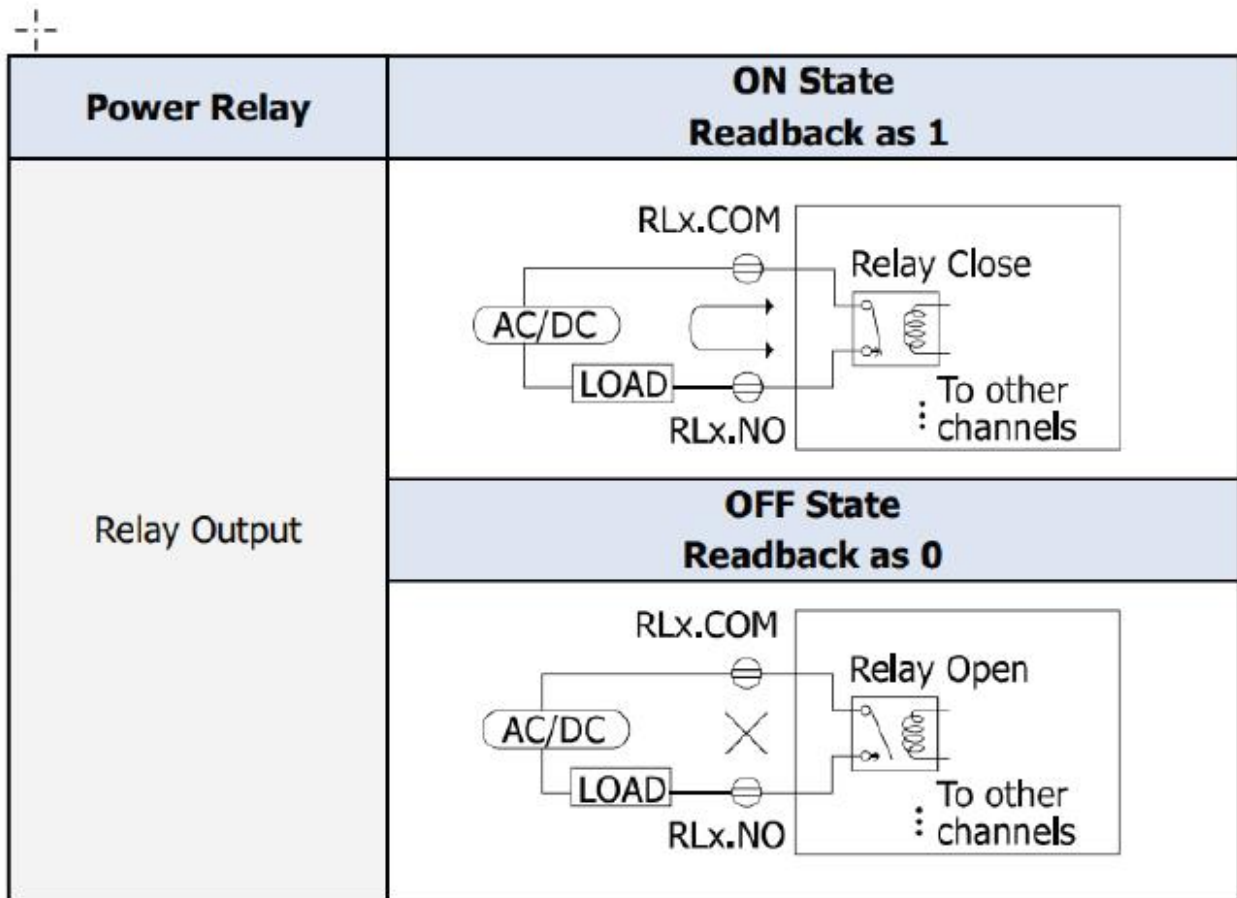 Power Relay
ON State
Readback as 1
Relay Output
RLx.COM
Relay Close
AC/DC
LOAD
To other
channels
RLx.NO
OFF State
Readback as 0
RLx.COM
Relay Open
AC/DC
LOAD
To other
channels
RLx.NO